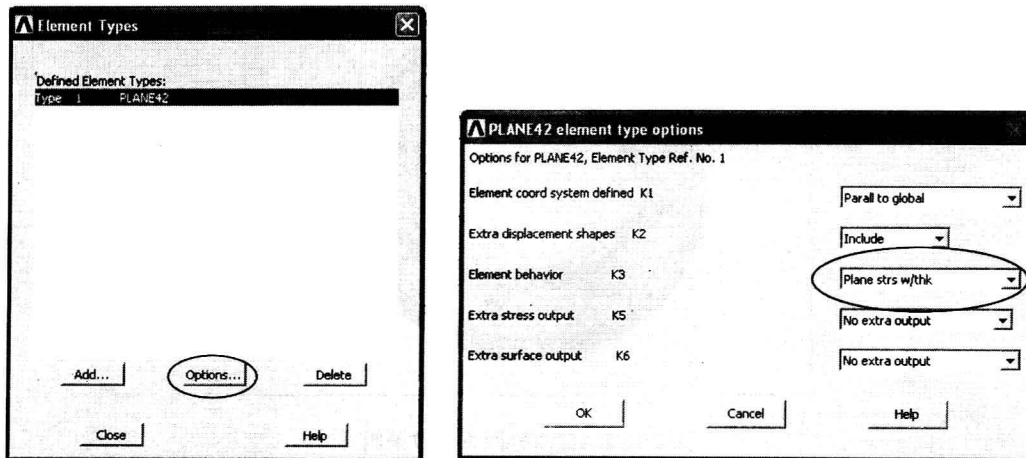 Element Types
Defined Element Types:
Type 1 PLANE42
Add...
Options...
Delete
Close
Help
PLANE42 element type options
Options for PLANE42, Element Type Ref. No. 1
Element coord system defined K1 Parall to global
Extra displacement shapes K2 Include
Element behavior K3 Plane strs w/thk
Extra stress output K5 No extra output
Extra surface output K6 No extra output
OK
Cancel
Help